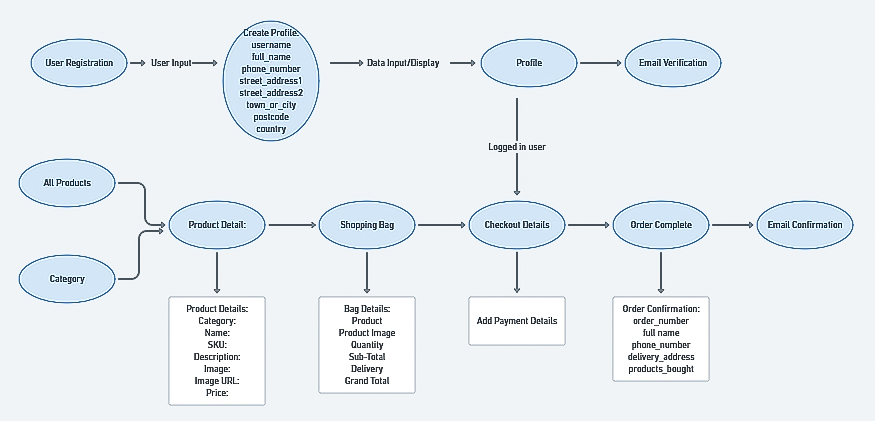 User Registration
User Input
Create Profile:
username
full_name
phone_number
street_address1
street_address2
town_or_city
postcode
country
Data Input/Display
Profile
Email Verification
Logged in user
All Products
Category
Product Detail:
Shopping Bag
Checkout Details
Order Complete
Email Confirmation
Product Details:
Category:
Name:
SKU:
Description:
Image:
Image URL:
Price:
Bag Details:
Product
Product Image
Quantity
Sub-Total
Delivery
Grand Total
Add Payment Details
Order Confirmation:
order_number
full name
phone_number
delivery_address
products_bought